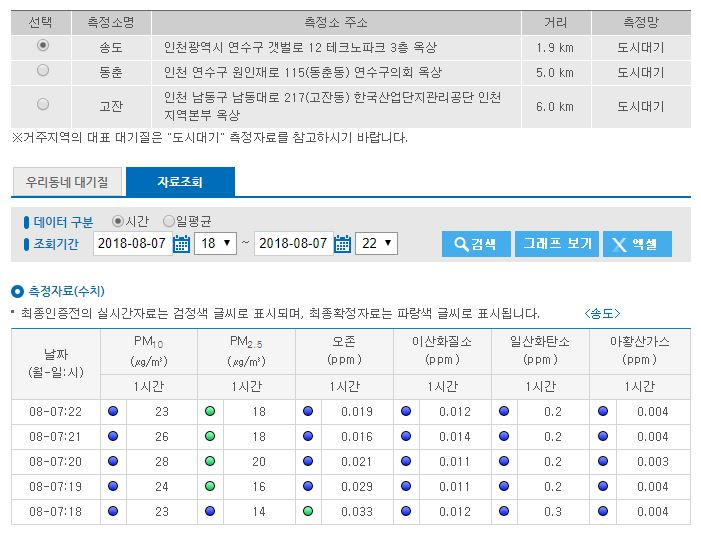 선택 측정소명 측정소 주소 거리 측정망
송도 인천광역시 연수구 갯벌로 12 테크노파크 3층 옥상 1.9 km 도시대기
동춘 인천 연수구 원인재로 115(동춘동) 연수구의회 옥상 5.0 km 도시대기
고잔 인천 남동구 남동대로 217(고잔동) 한국산업단지관리공단 인천
지역본부 옥상 6.0 km 도시대기
※거주지역의 대표 대기질은 "도시대기" 측정자료를 참고하시기 바랍니다.
우리동네 대기질 자료조회
데이터 구분 시간 일평균
조회기간 2018-08-07 18 ~ 2018-08-07 22 검색 그래프 보기 엑셀
측정자료(수치)
* 최종인증전의 실시간자료는 검정색 글씨로 표시되며, 최종확정자료는 파랑색 글씨로 표시됩니다. <송도>
날짜 PM10 PM2.5 오존 이산화질소 일산화탄소 아황산가스
(월-일:시) (㎍/㎥) (㎍/㎥) (ppm) (ppm) (ppm) (ppm)
1시간 1시간 1시간 1시간 1시간 1시간
08-07:22 23 18 0.019 0.012 0.2 0.004
08-07:21 26 18 0.016 0.014 0.2 0.004
08-07:20 28 20 0.021 0.011 0.2 0.003
08-07:19 24 16 0.029 0.011 0.2 0.004
08-07:18 23 14 0.033 0.012 0.3 0.004